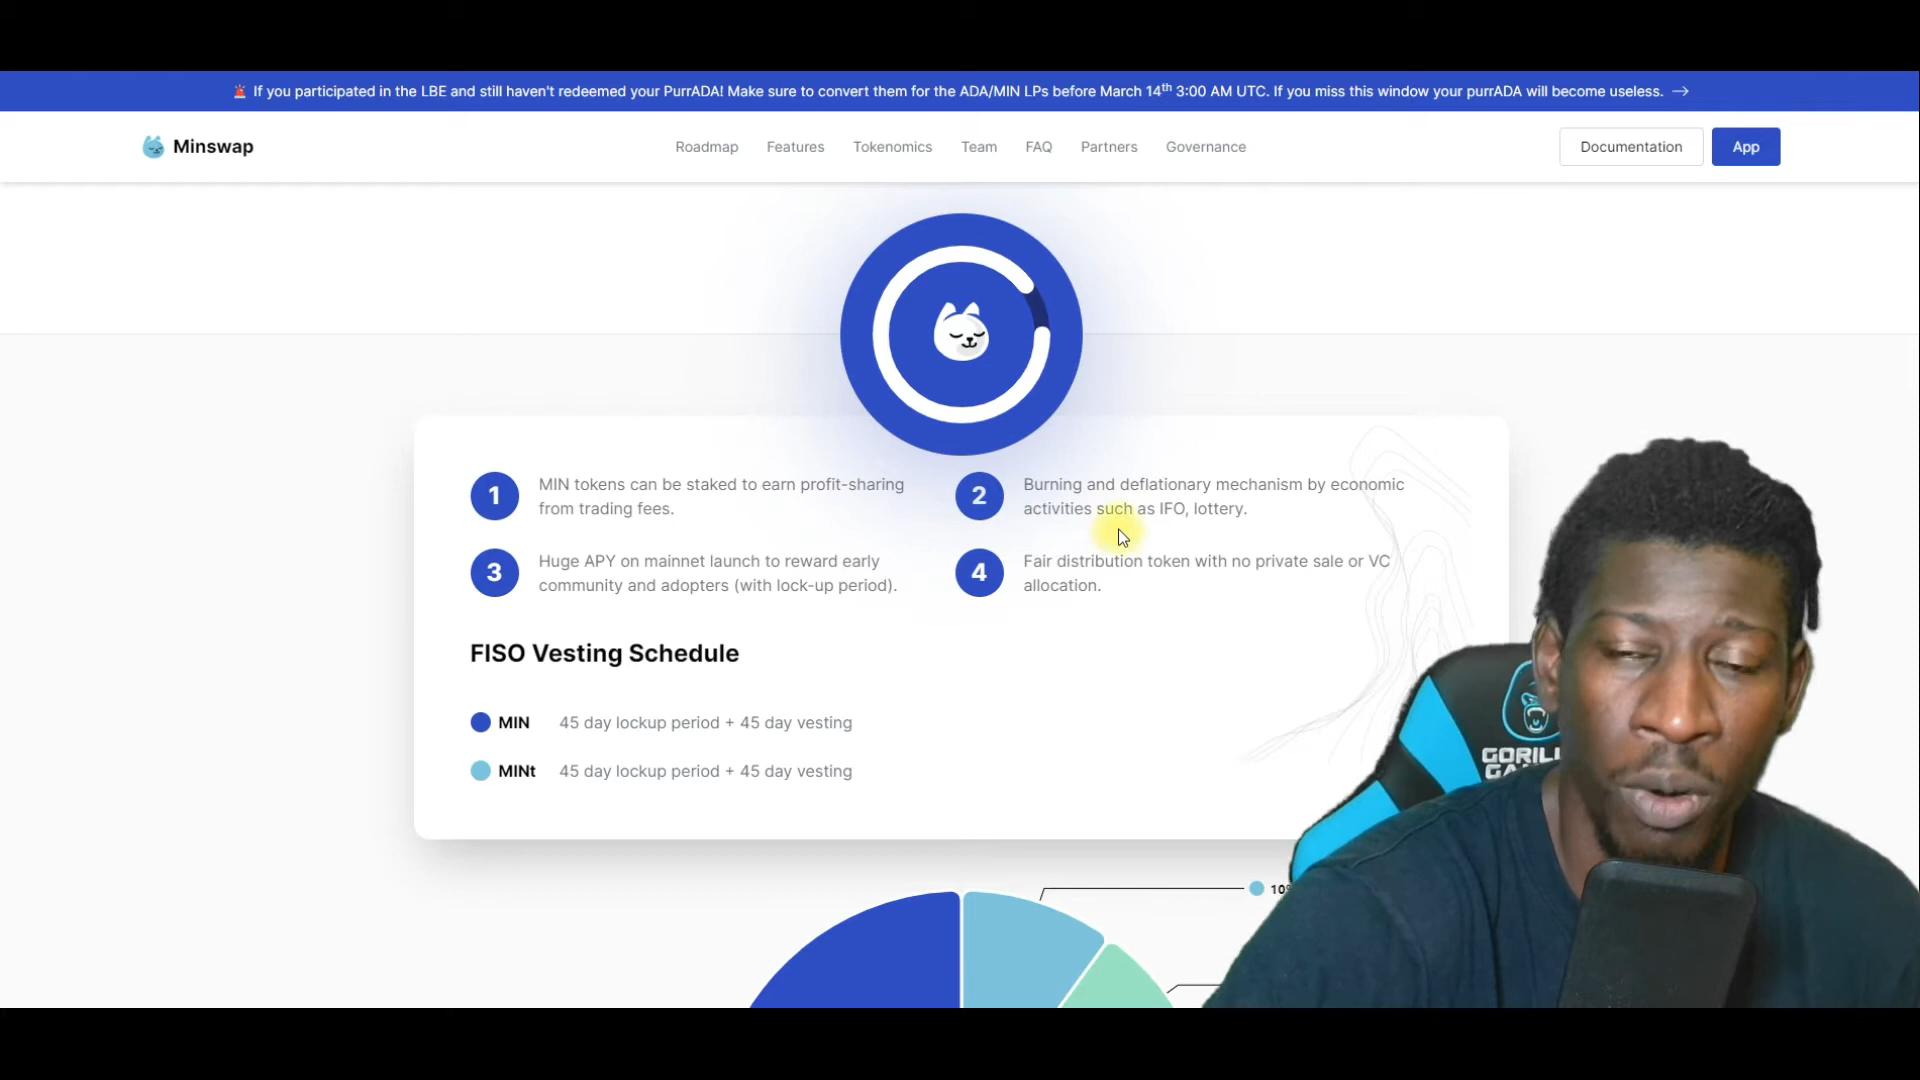 🚨 If you participated in the LBE and still haven't redeemed your PurrADA! Make sure to convert them for the ADA/MIN LPs before March 14th 3:00 AM UTC. If you miss this window your purrADA will become useless. →
Minswap
Roadmap Features Tokenomics Team FAQ Partners Governance
Documentation App
1 MIN tokens can be staked to earn profit-sharing
from trading fees.
2 Burning and deflationary mechanism by economic
activities such as IFO, lottery.
3 Huge APY on mainnet launch to reward early
community and adopters (with lock-up period).
4 Fair distribution token with no private sale or VC
allocation.
FISO Vesting Schedule
MIN 45 day lockup period + 45 day vesting
MINt 45 day lockup period + 45 day vesting